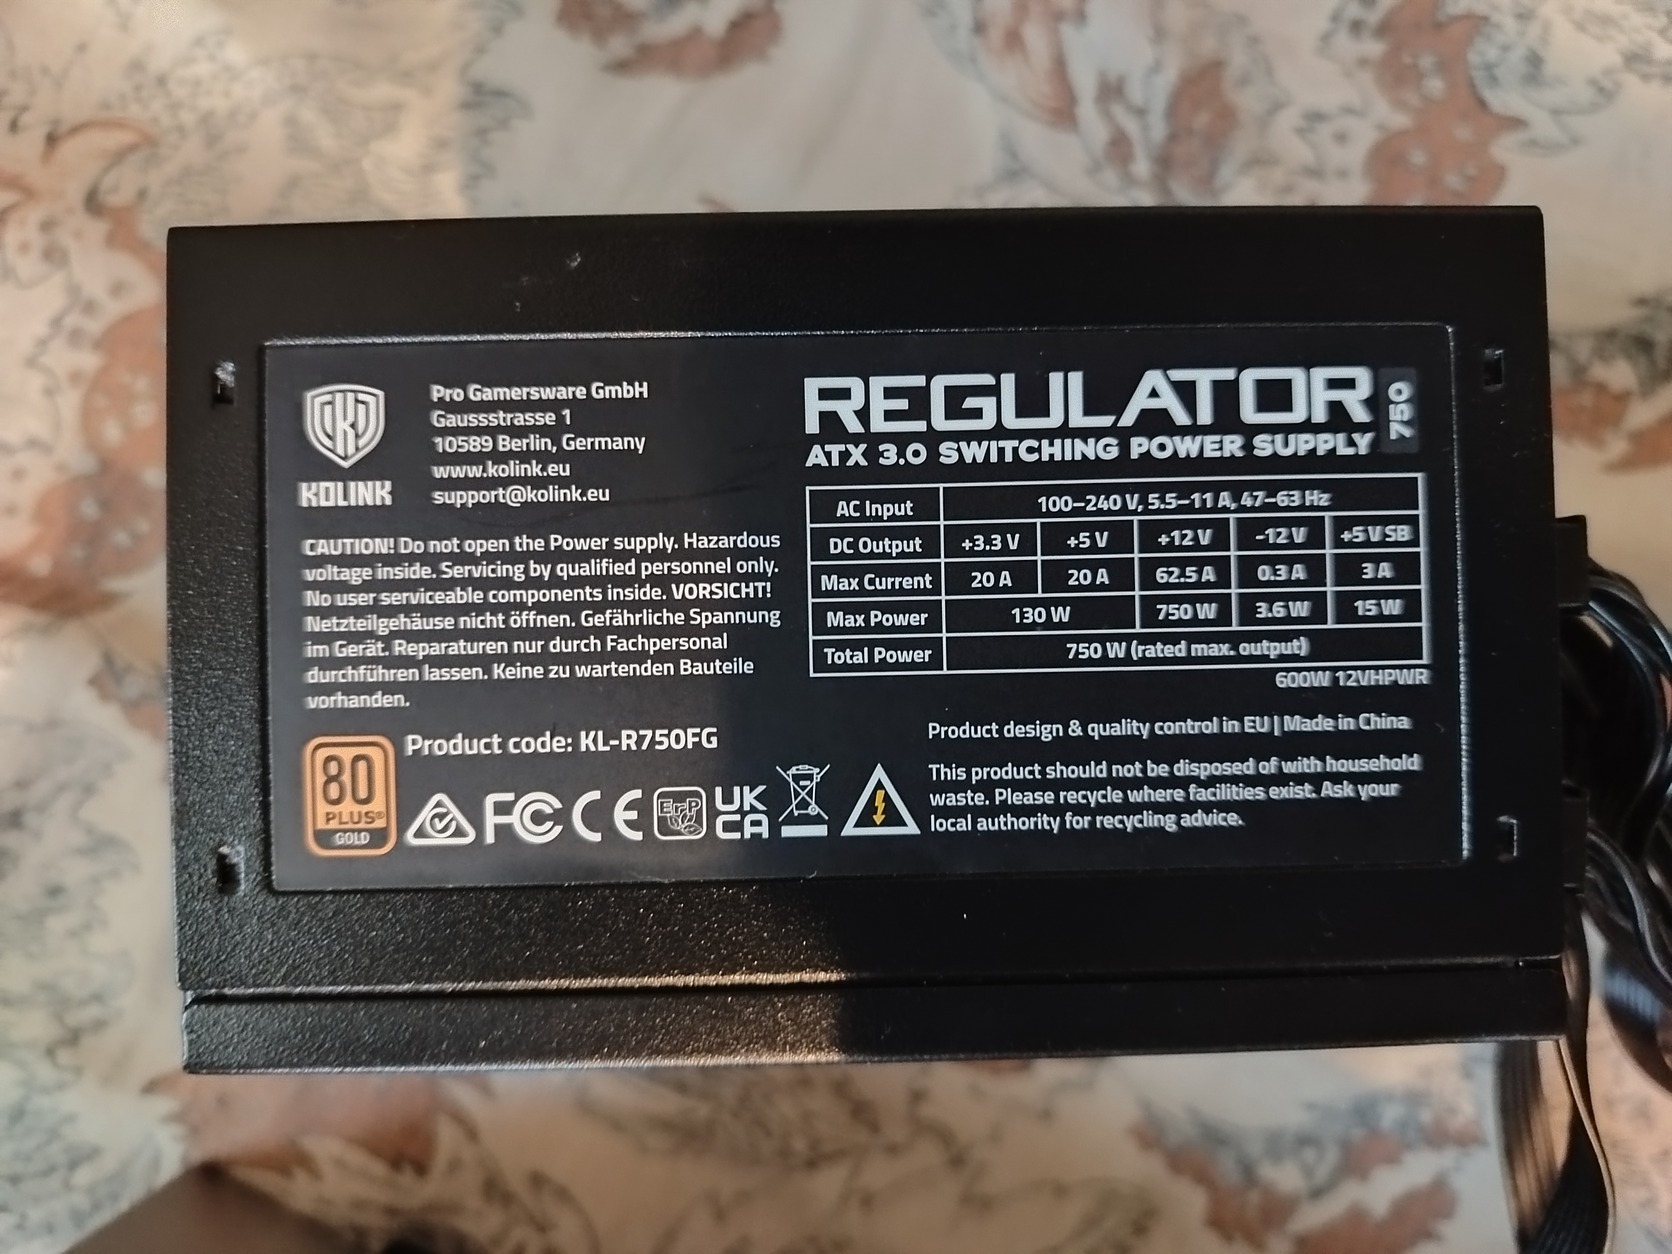 KOLINK
Pro Gamersware GmbH
Gaussstrasse 1
10589 Berlin, Germany
www.kolink.eu
support@kolink.eu
CAUTION! Do not open the Power supply. Hazardous
voltage inside. Servicing by qualified personnel only.
No user serviceable components inside. VORSICHT!
Netzteilgehäuse nicht öffnen. Gefährliche Spannung
im Gerät. Reparaturen nur durch Fachpersonal
durchführen lassen. Keine zu wartenden Bauteile
vorhanden.
Product code: KL-R750FG
80
PLUS®
GOLD
FC CE ErP UK
CA
REGULATOR 750
ATX 3.0 SWITCHING POWER SUPPLY
AC Input 100–240 V, 5.5–11 A, 47–63 Hz
DC Output +3.3 V +5 V +12 V -12 V +5 V SB
Max Current 20 A 20 A 62.5 A 0.3 A 3 A
Max Power 130 W 750 W 3.6 W 15 W
Total Power 750 W (rated max. output)
600W 12VHPWR
Product design & quality control in EU | Made in China
This product should not be disposed of with household
waste. Please recycle where facilities exist. Ask your
local authority for recycling advice.